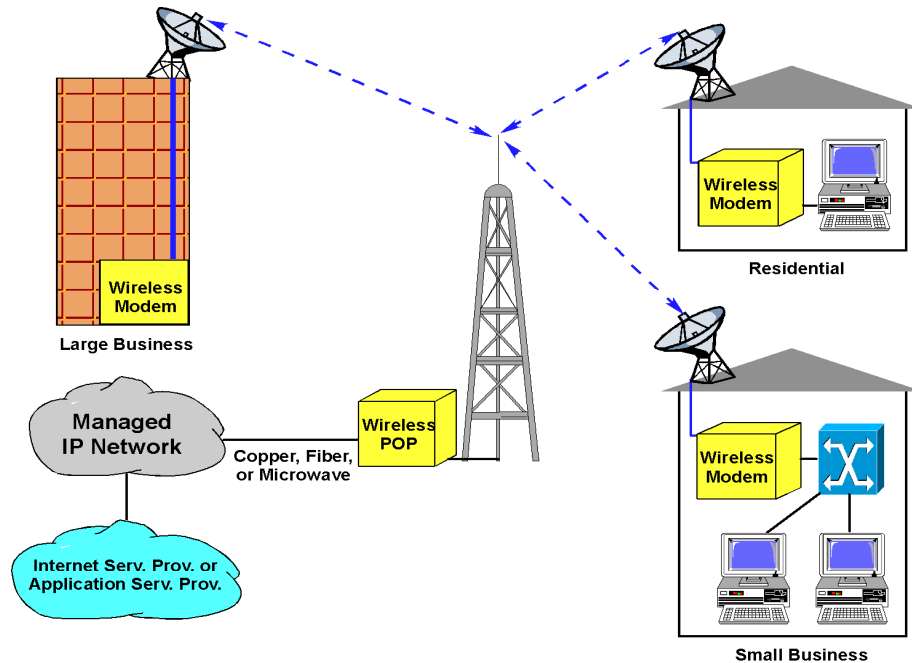 Wireless
Modem
Large Business
Wireless
Modem
Residential
Managed
IP Network
Wireless
POP
Copper, Fiber,
or Microwave
Internet Serv. Prov. or
Application Serv. Prov.
Wireless
Modem
Small Business